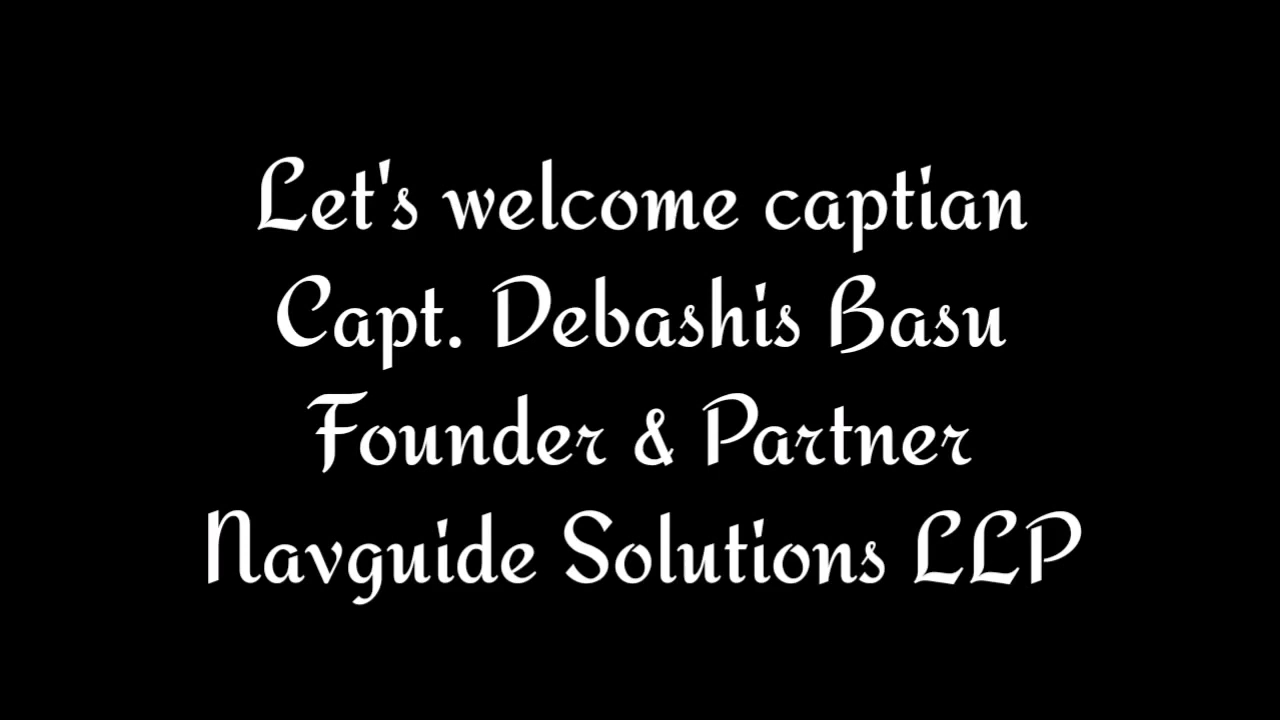 Let's welcome captian
Capt. Debashis Basu
Founder & Partner
Navguide Solutions LLP